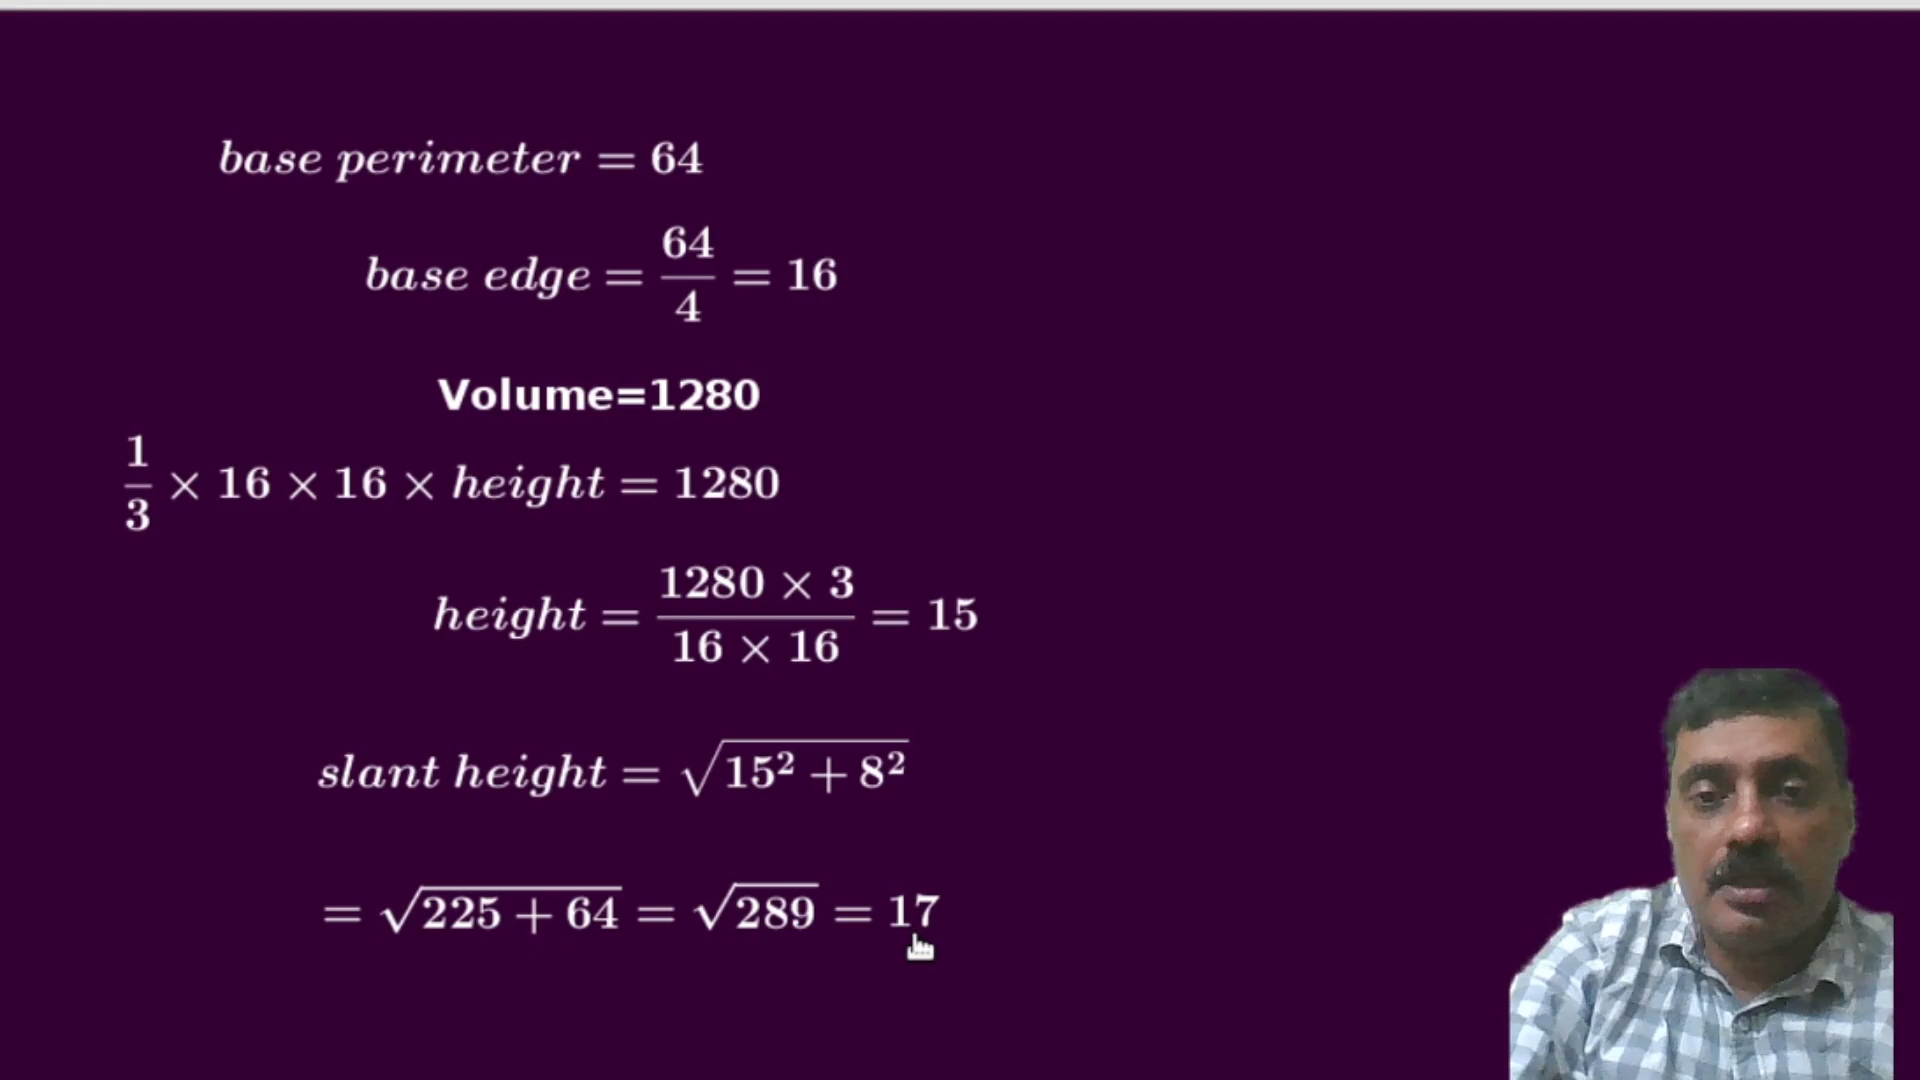 base perimeter = 64
base edge = 64/4 = 16
Volume=1280
1/3 × 16 × 16 × height = 1280
height = 1280 × 3 / 16 × 16 = 15
slant height = √15² + 8²
= √225 + 64 = √289 = 17